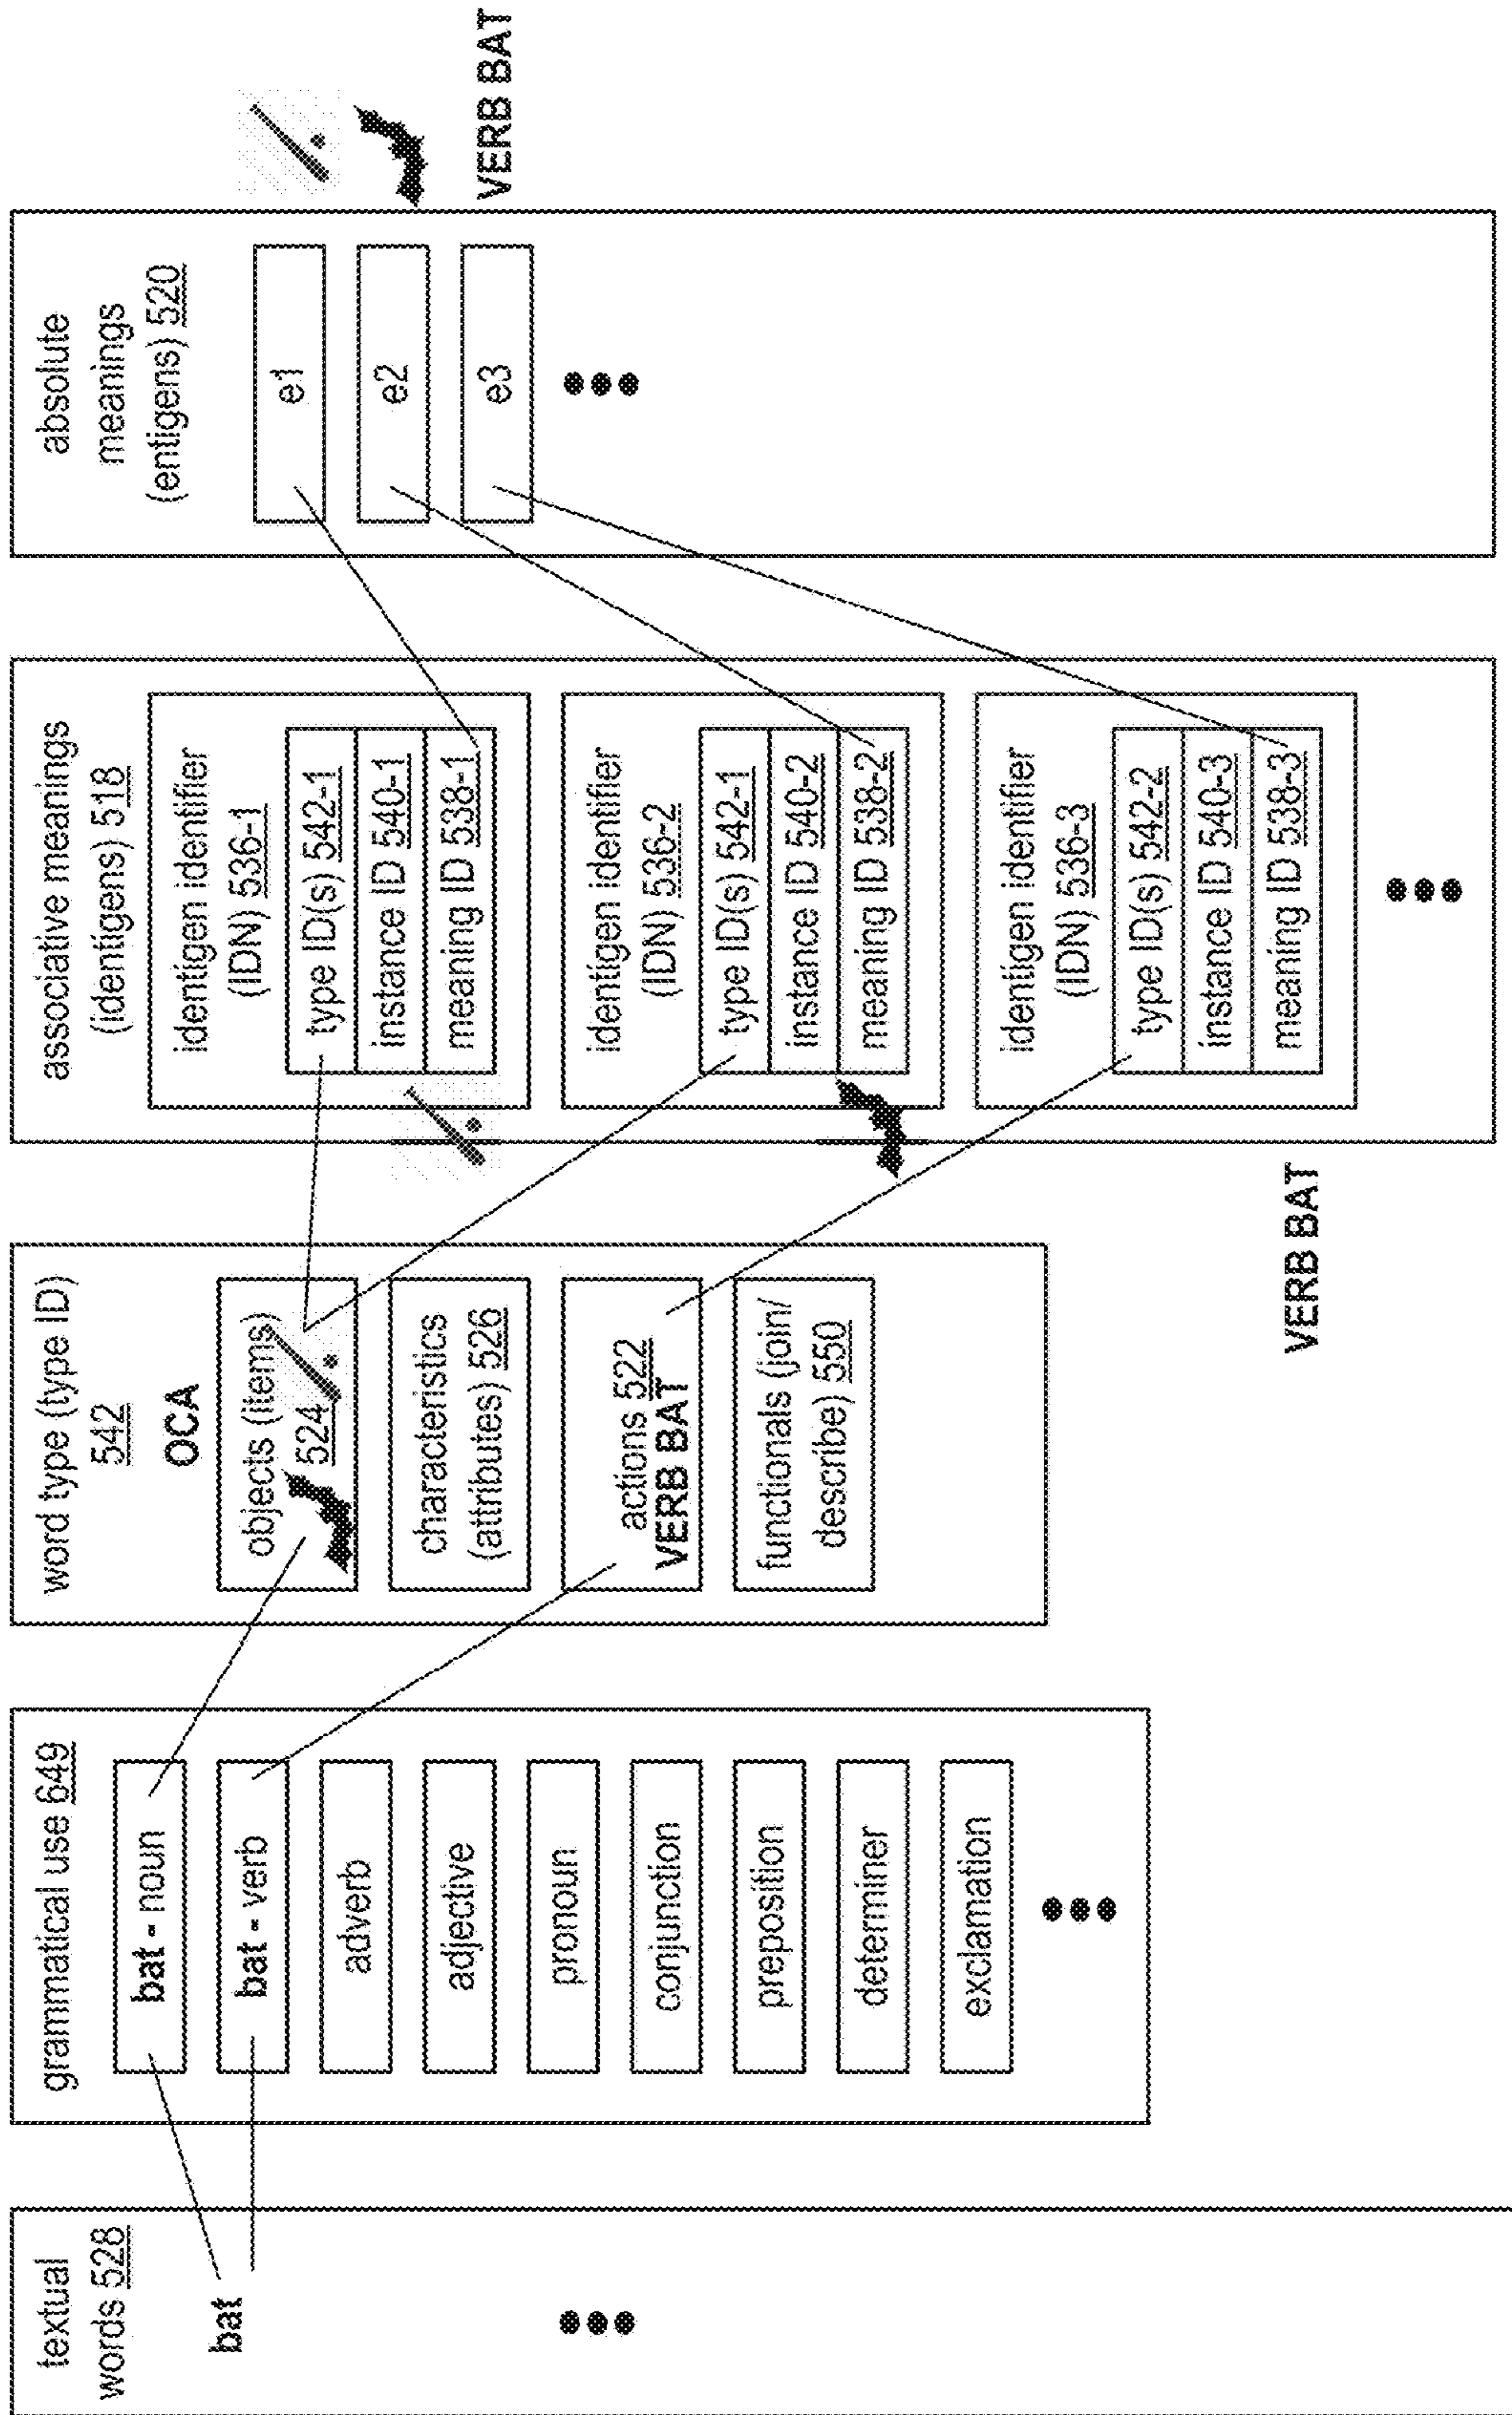 textual
words 528
bat
grammatical use 649
bat - noun
bat - verb
adverb
adjective
pronoun
conjunction
preposition
determiner
exclamation
word type (type ID)
542
OCA
objects (items)
524
characteristics
(attributes) 526
actions 522
VERB BAT
functionals (join/
describe) 550
associative meanings
(identigens) 518
identigen identifier
(IDN) 536-1
type ID(s) 542-1
instance ID 540-1
meaning ID 538-1
identigen identifier
(IDN) 536-2
type ID(s) 542-1
instance ID 540-2
meaning ID 538-2
identigen identifier
(IDN) 536-3
type ID(s) 542-2
instance ID 540-3
meaning ID 538-3
VERB BAT
absolute
meanings
(entigens) 520
e1
e2
e3
VERB BAT